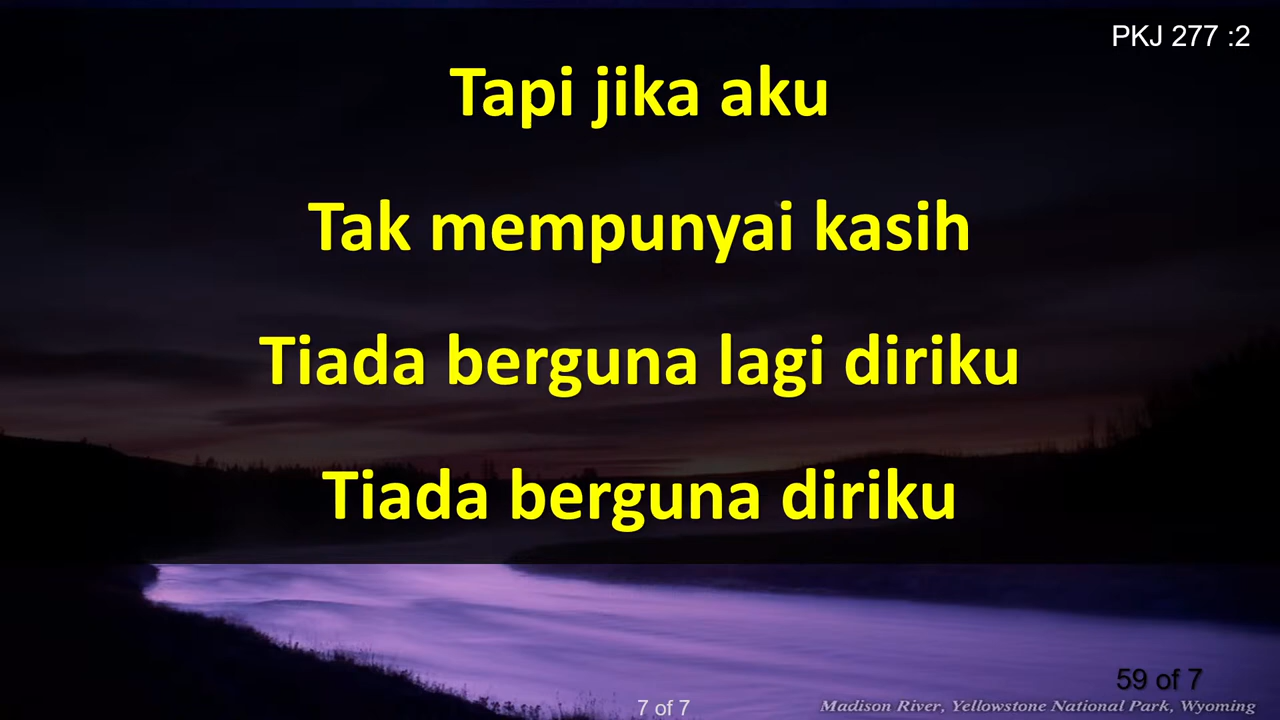 PKJ 277 :2
Tapi jika aku
Tak mempunyai kasih
Tiada berguna lagi diriku
Tiada berguna diriku
59 of 7
7 of 7
Madison River, Yellowstone National Park, Wyoming